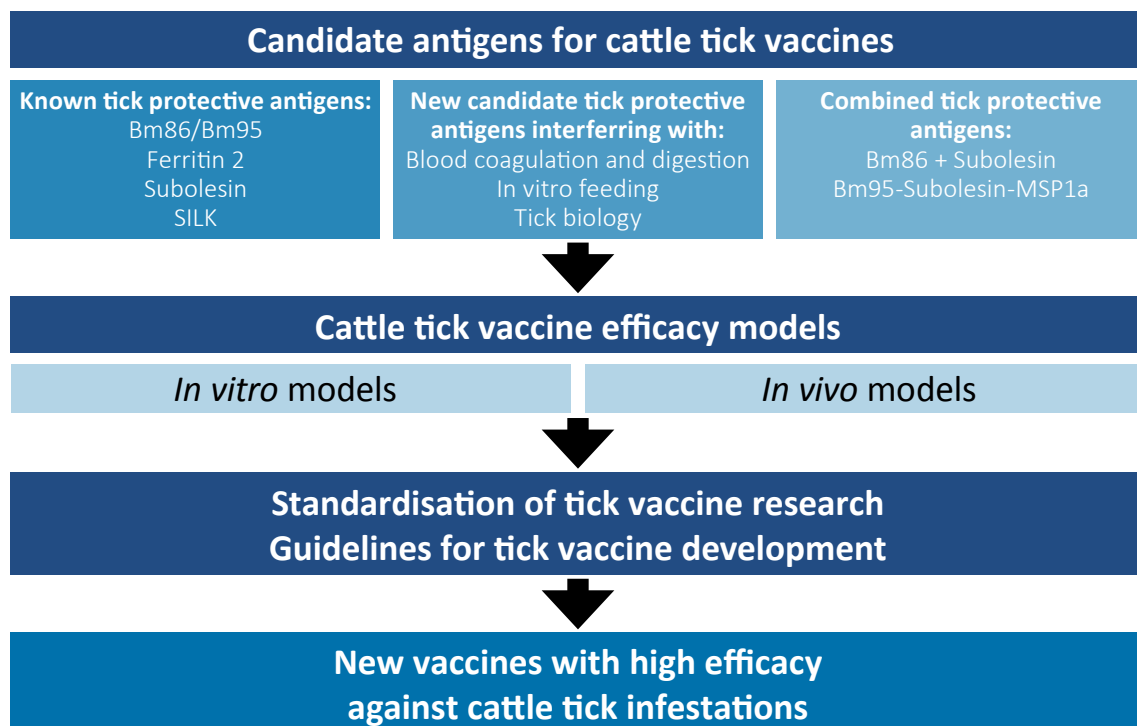 Candidate antigens for cattle tick vaccines
Known tick protective antigens:
Bm86/Bm95
Ferritin 2
Subolesin
SILK
New candidate tick protective
antigens interfering with:
Blood coagulation and digestion
In vitro feeding
Tick biology
Combined tick protective
antigens:
Bm86 + Subolesin
Bm95-Subolesin-MSP1a
Cattle tick vaccine efficacy models
In vitro models
In vivo models
Standardisation of tick vaccine research
Guidelines for tick vaccine development
New vaccines with high efficacy
against cattle tick infestations